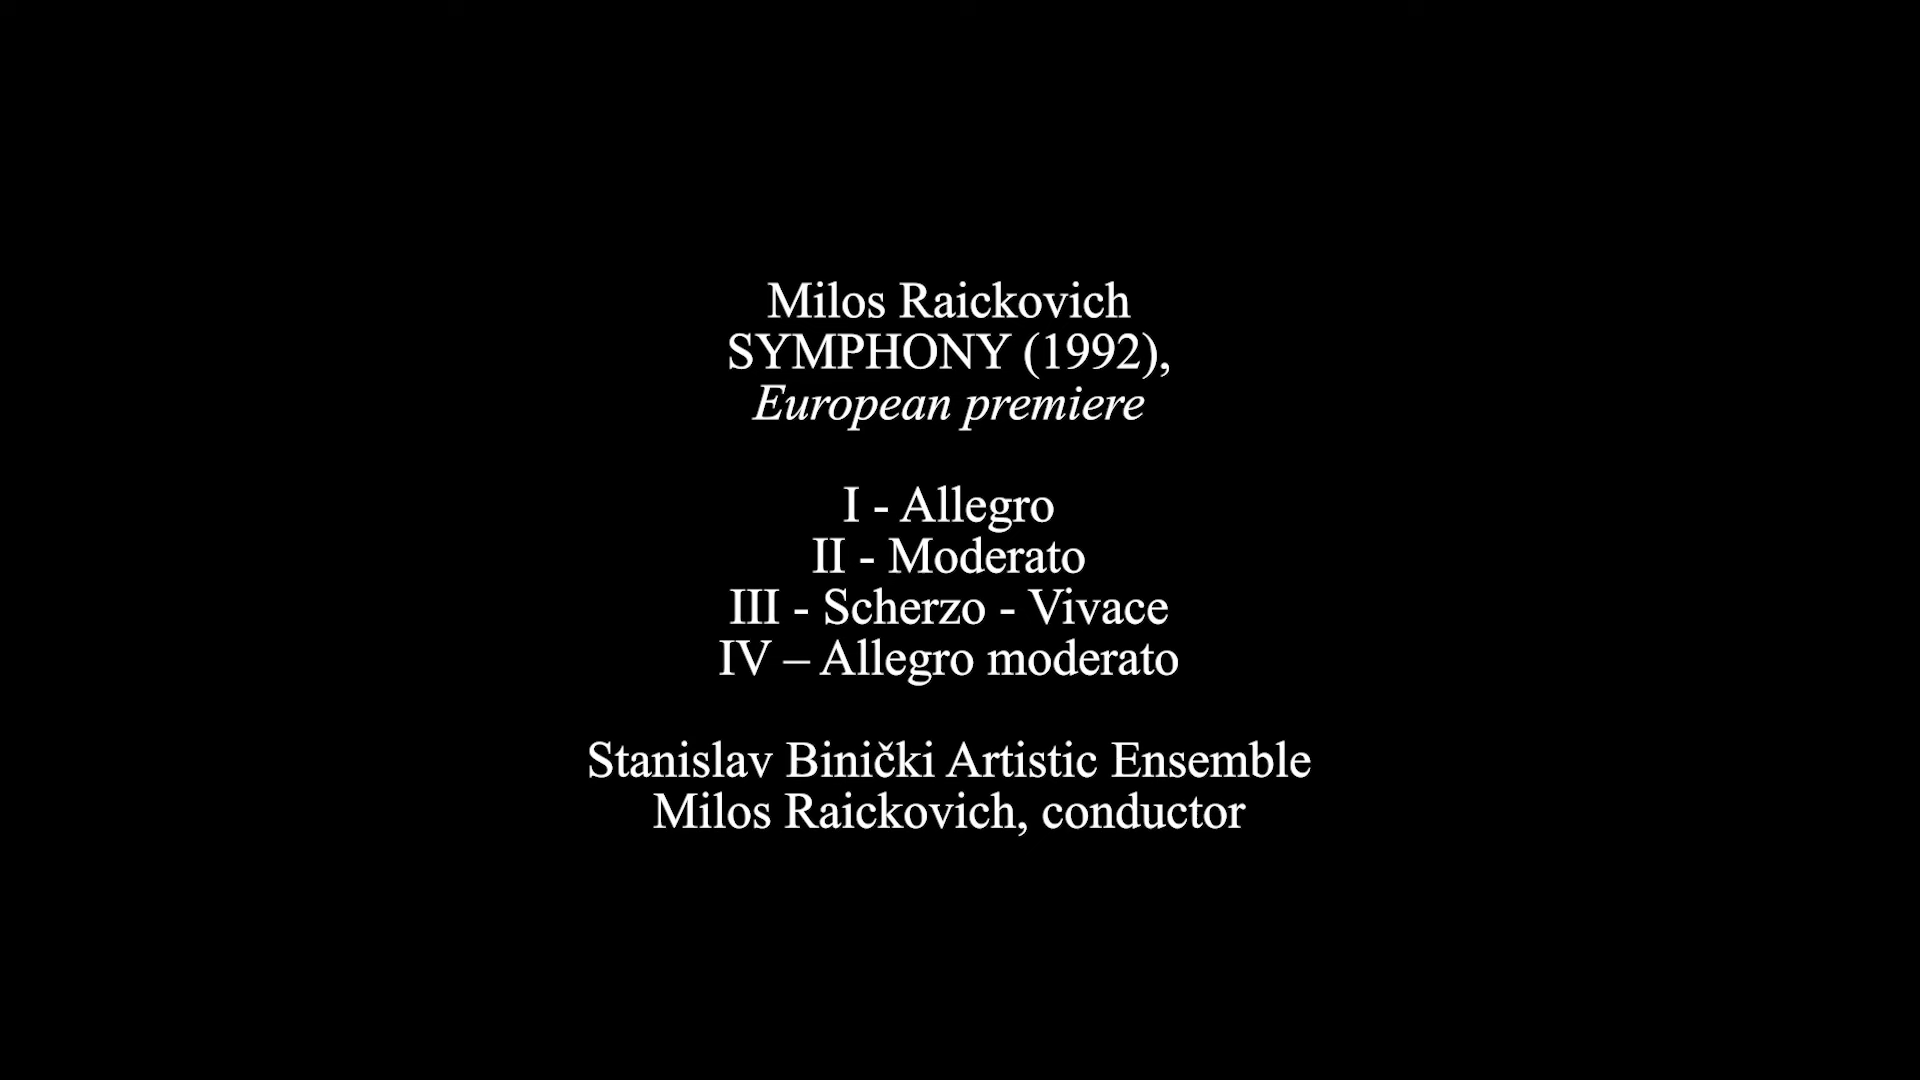 Milos Raickovich
SYMPHONY (1992),
European premiere
I - Allegro
II - Moderato
III - Scherzo - Vivace
IV – Allegro moderato
Stanislav Binički Artistic Ensemble
Milos Raickovich, conductor